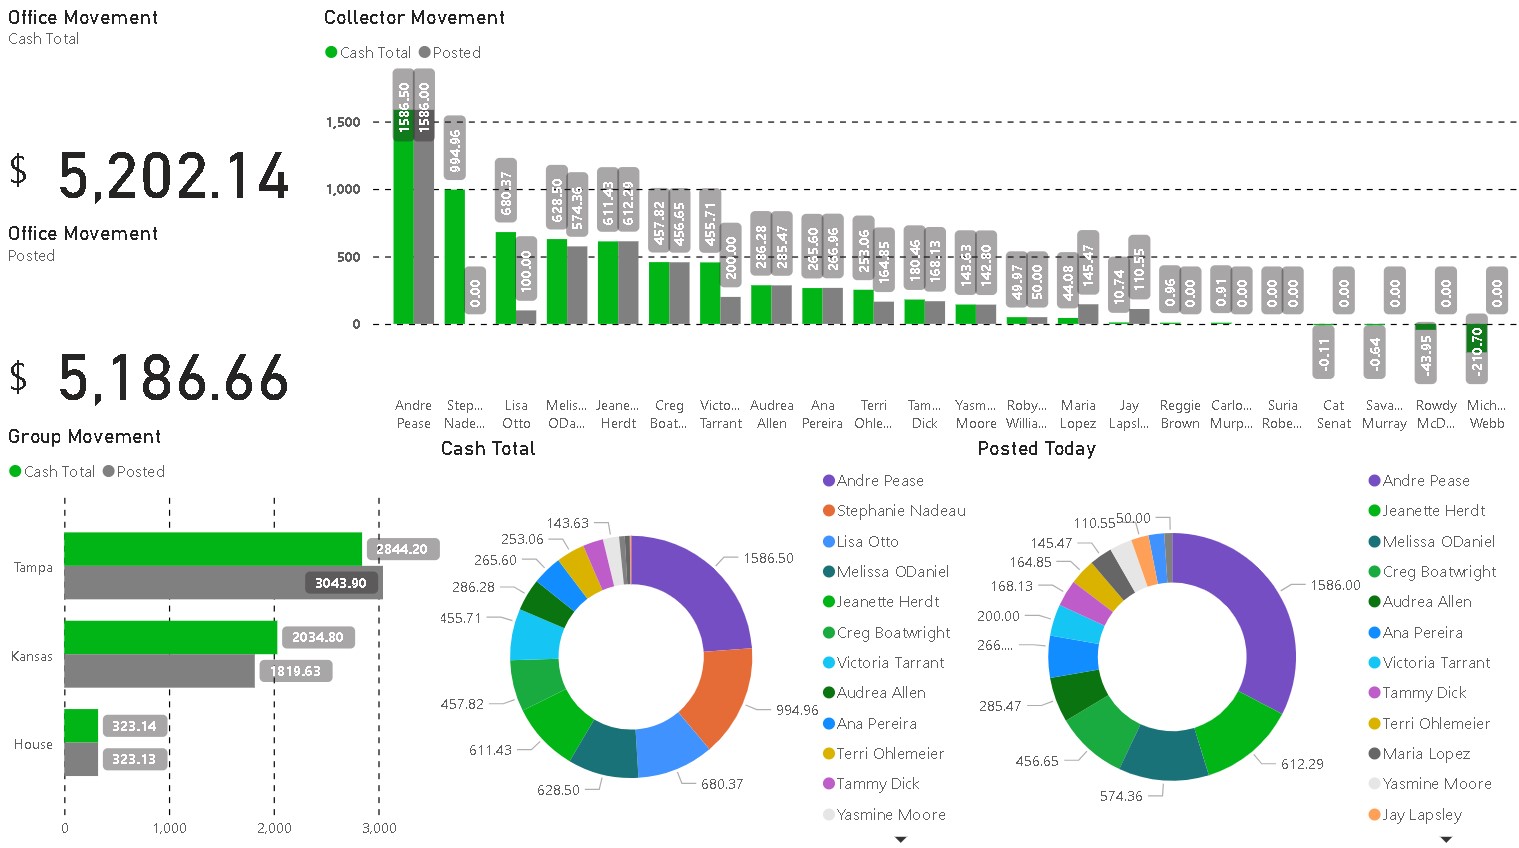 Office Movement
Cash Total
$ 5,202.14
Office Movement
Posted
$ 5,186.66
Collector Movement
Cash Total Posted
1,500
1,000
500
0
1586.50 1586.00 994.96 0.00 680.37 100.00 628.50 574.36 611.43 612.29 457.82 456.65 455.71 200.00 286.28 285.47 265.60 266.96 253.06 164.85 180.46 168.13 143.63 142.80 49.97 50.00 44.08 145.47 10.74 110.55 0.96 0.00 0.91 0.00 0.00 0.00 -0.11 0.00 -0.64 0.00 -43.95 0.00 -210.70 0.00
Andre Step... Lisa Melis... Jeane... Creg Victo... Audrea Ana Terri Tam... Yasm... Roby... Maria Jay Reggie Carlo... Suria Cat Sava... Rowdy Mich...
Pease Nade... Otto ODa... Herdt Boat... Tarrant Allen Pereira Ohle... Dick Moore Willia... Lopez Lapsl... Brown Murp... Robe... Senat Murray McD... Webb
Group Movement
Cash Total Posted
Tampa
2844.20
3043.90
Kansas
2034.80
1819.63
House
323.14
323.13
0 1,000 2,000 3,000
Cash Total
1586.50
994.96
680.37
628.50
611.43
457.82
455.71
286.28
265.60
253.06
143.63
Andre Pease
Stephanie Nadeau
Lisa Otto
Melissa ODaniel
Jeanette Herdt
Creg Boatwright
Victoria Tarrant
Audrea Allen
Ana Pereira
Terri Ohlemeier
Tammy Dick
Yasmine Moore
Posted Today
1586.00
612.29
574.36
456.65
285.47
266....
200.00
168.13
164.85
145.47
110.55
50.00
Andre Pease
Jeanette Herdt
Melissa ODaniel
Creg Boatwright
Audrea Allen
Ana Pereira
Victoria Tarrant
Tammy Dick
Terri Ohlemeier
Maria Lopez
Yasmine Moore
Jay Lapsley